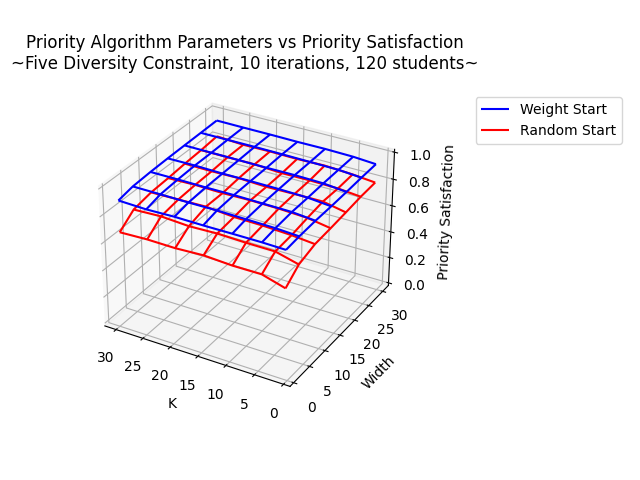 Priority Algorithm Parameters vs Priority Satisfaction
~Five Diversity Constraint, 10 iterations, 120 students~
Weight Start
Random Start
1.0
0.8
0.6
0.4
0.2
0.0
Priority Satisfaction
30
25
20
15
10
5
0
Width
30
25
20
15
10
5
0
K